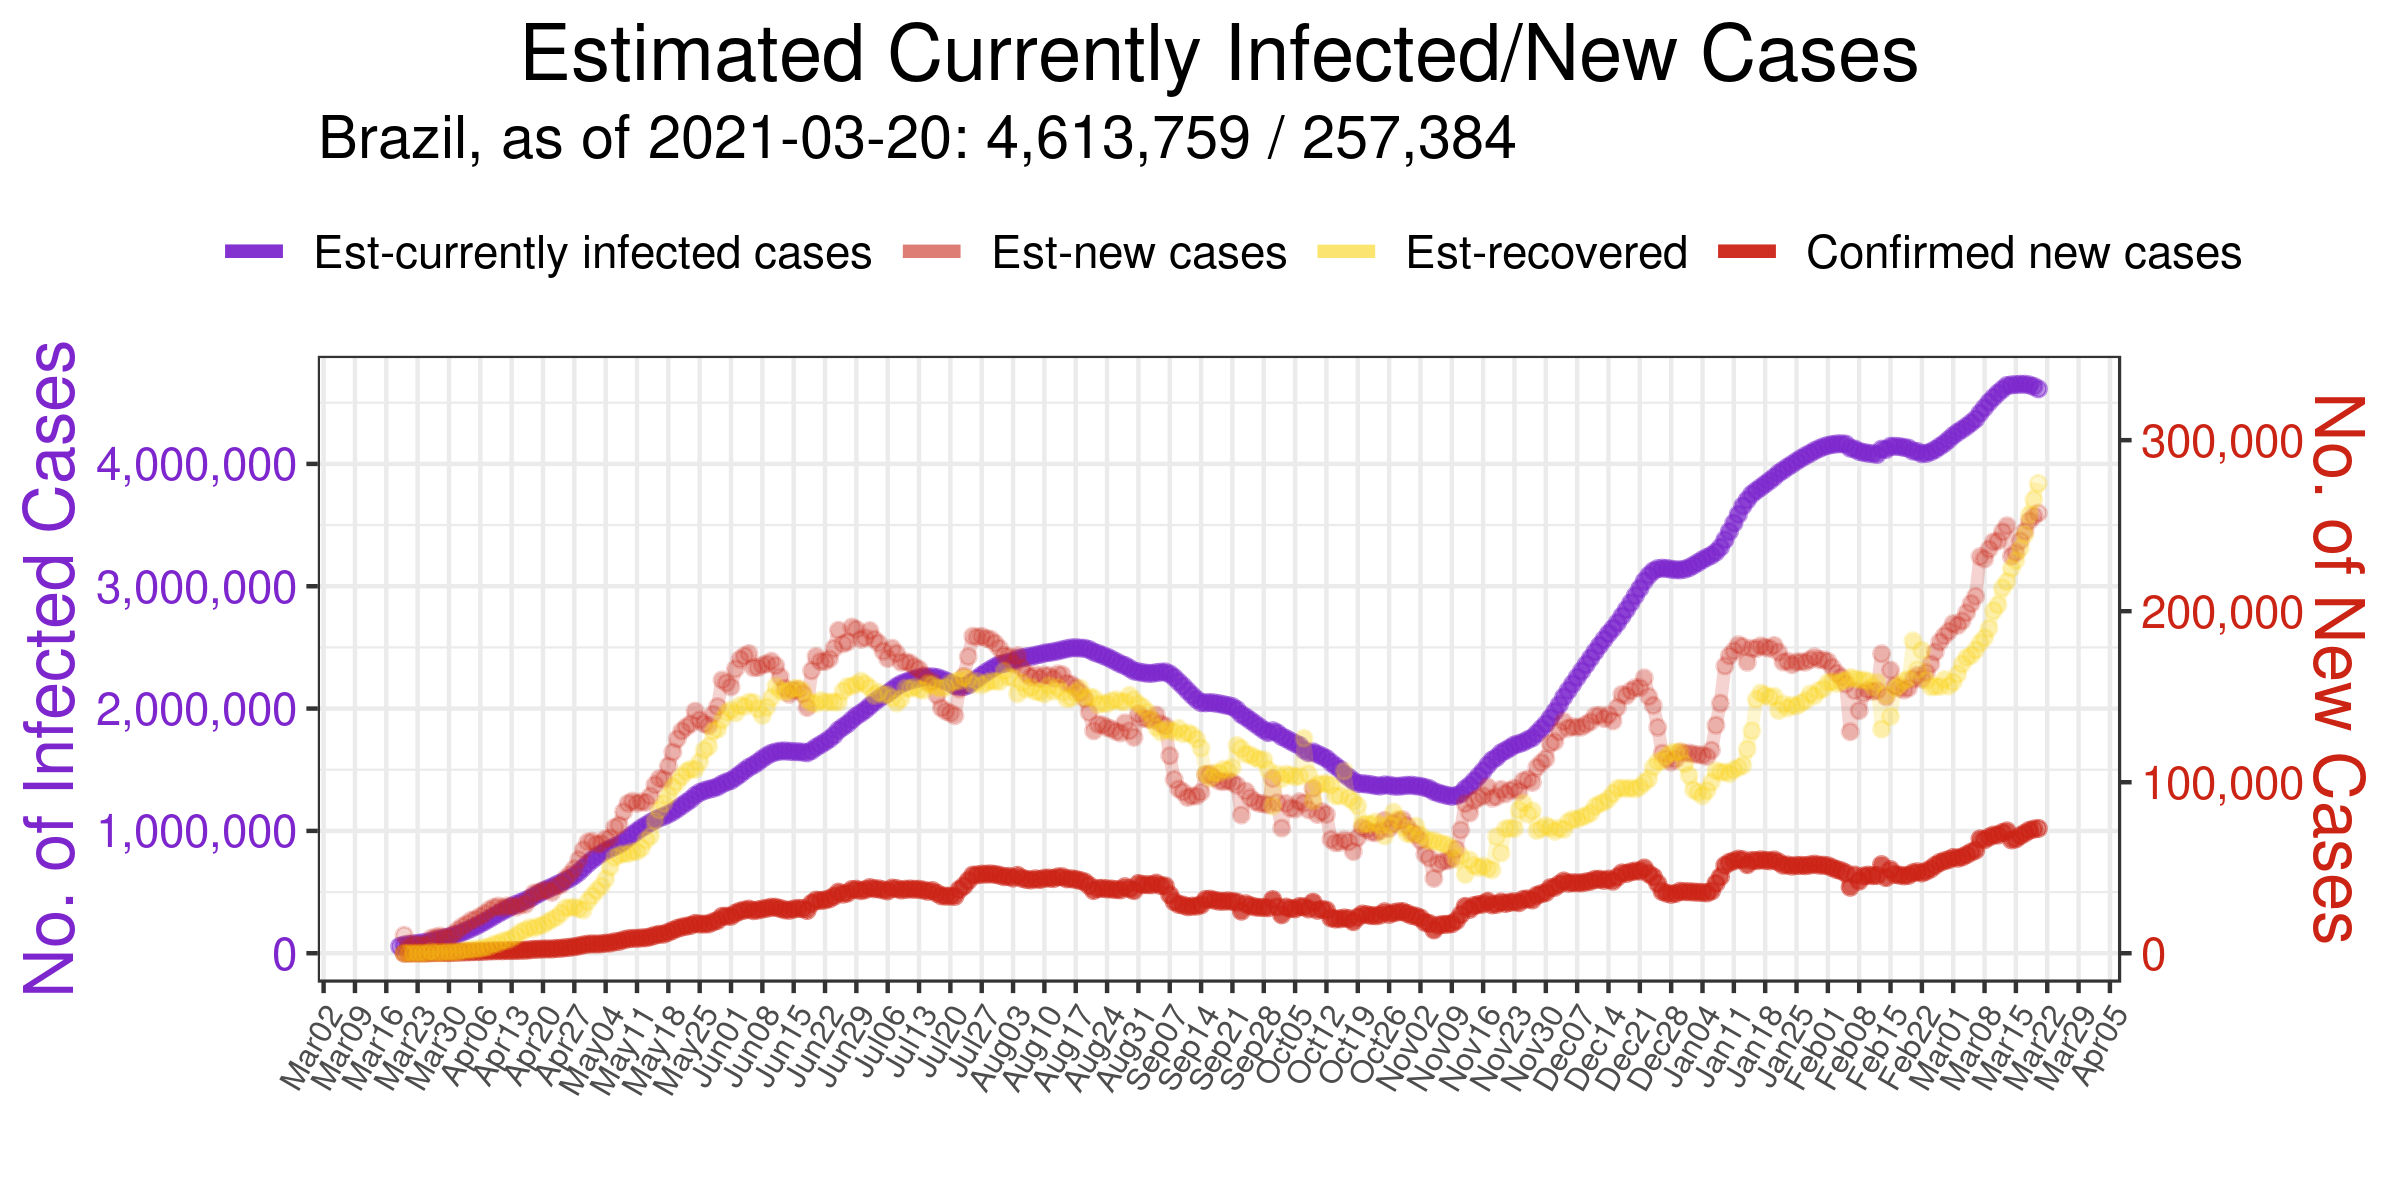 Estimated Currently Infected/New Cases
Brazil, as of 2021-03-20: 4,613,759 / 257,384
Est-currently infected cases
Est-new cases
Est-recovered
Confirmed new cases
No. of Infected Cases
4,000,000
3,000,000
2,000,000
1,000,000
0
300,000
200,000
100,000
0
No. of New Cases
Mar02
Mar09
Mar16
Mar23
Mar30
Apr06
Apr13
Apr20
Apr27
May04
May11
May18
May25
Jun01
Jun08
Jun15
Jun22
Jun29
Jul06
Jul13
Jul20
Jul27
Aug03
Aug10
Aug17
Aug24
Aug31
Sep07
Sep14
Sep21
Sep28
Oct05
Oct12
Oct19
Oct26
Nov02
Nov09
Nov16
Nov23
Nov30
Dec07
Dec14
Dec21
Dec28
Jan04
Jan11
Jan18
Jan25
Feb01
Feb08
Feb15
Feb22
Mar01
Mar08
Mar15
Mar22
Mar29
Apr05